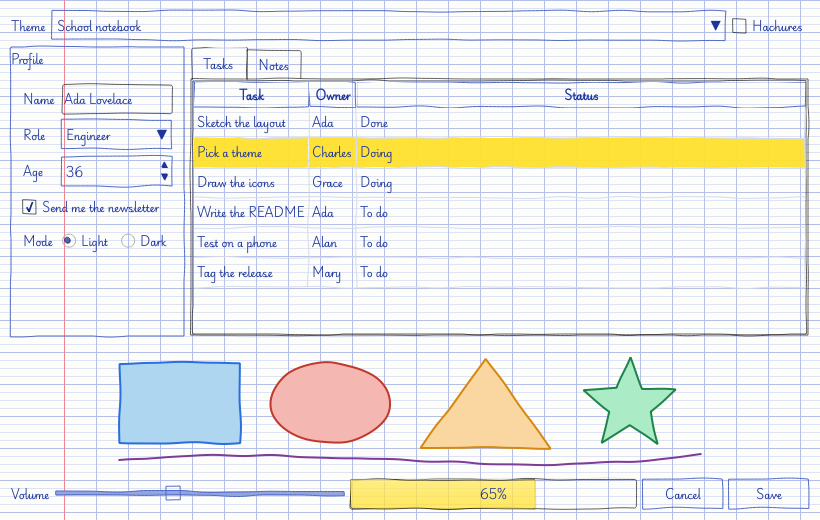 Theme School notebook Hachures
Profile
Name Ada Lovelace
Role Engineer
Age 36
Send me the newsletter
Mode Light Dark
Tasks Notes
Task Owner Status
Sketch the layout Ada Done
Pick a theme Charles Doing
Draw the icons Grace Doing
Write the README Ada To do
Test on a phone Alan To do
Tag the release Mary To do
Volume 65% Cancel Save